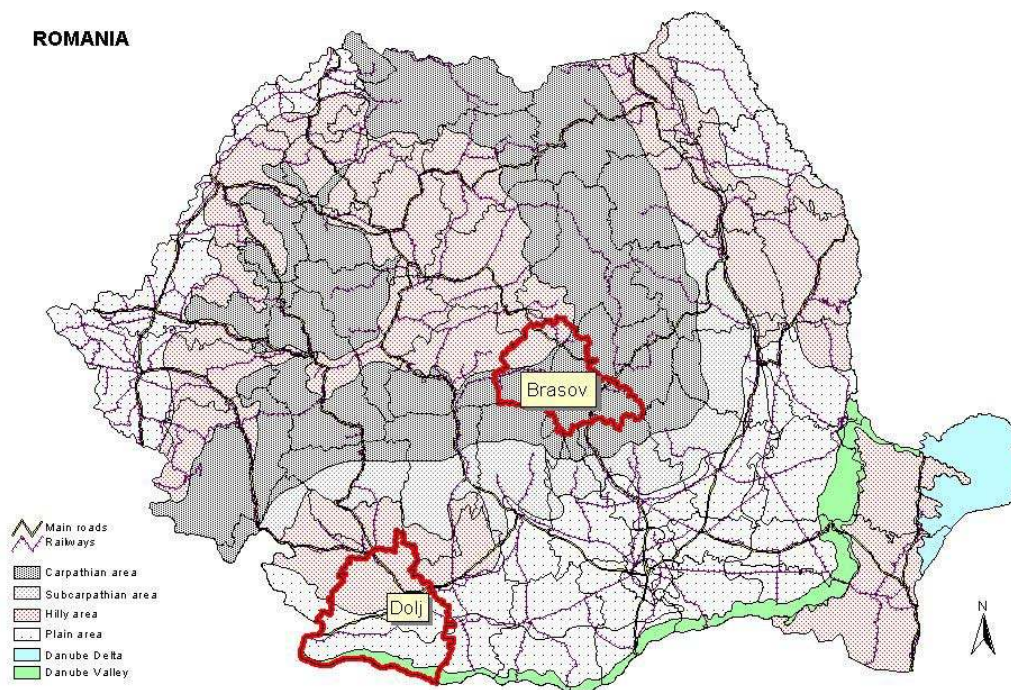 ROMANIA
Brasov
Dolj
Main roads
Railways
Carpathian area
Subcarpathian area
Hilly area
Plain area
Danube Delta
Danube Valley
N